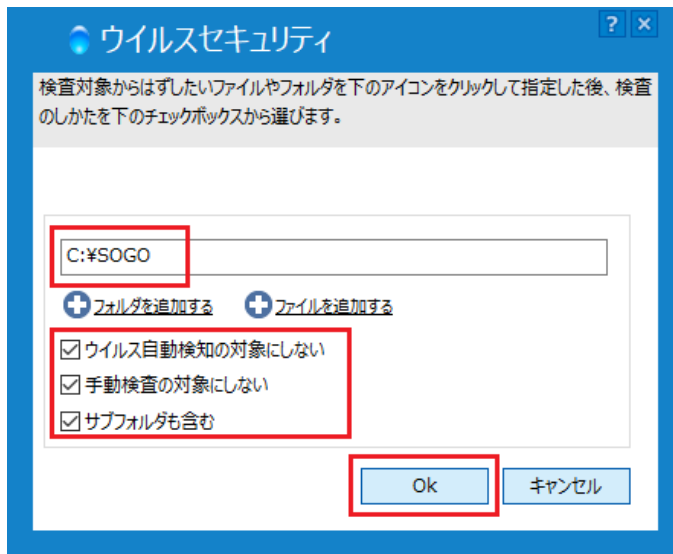 ウイルスセキュリティ
? ×
検査対象からはずしたいファイルやフォルダを下のアイコンをクリックして指定した後、検査
のしかたを下のチェックボックスから選びます。
C:¥SOGO
フォルダを追加する ファイルを追加する
ウイルス自動検知の対象にしない
手動検査の対象にしない
サブフォルダも含む
Ok キャンセル